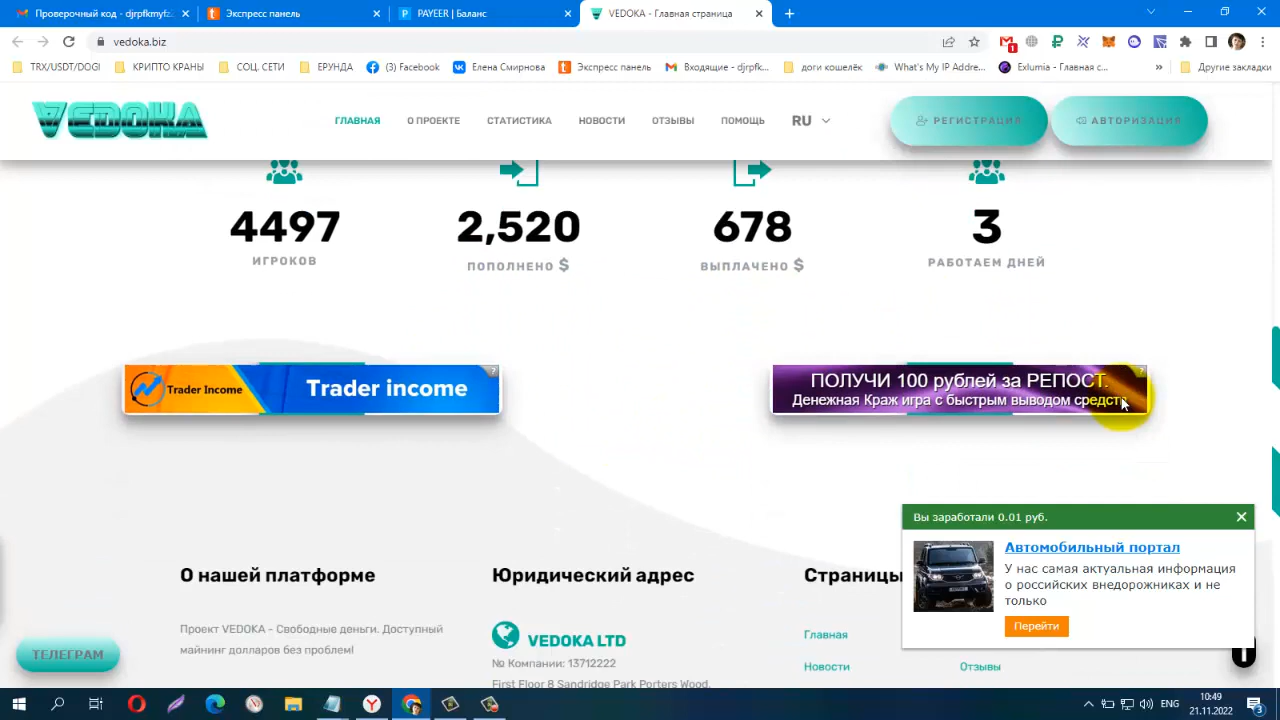 Проверочный код - djrpfkmyf:
Экспресс панель
PAYEER | Баланс
VEDOKA - Главная страница
vedoka.biz
TRX/USDT/DOGI
КРИПТО КРАНЫ
СОЦ. СЕТИ
ЕРУНДА
(3) Facebook
Елена Смирнова
Экспресс панель
Входящие - djrpfk...
What's My IP Addre...
Exlumia - Главная с...
»
Другие закладки
VEDOKA
ГЛАВНАЯ
О ПРОЕКТЕ
СТАТИСТИКА
НОВОСТИ
ОТЗЫВЫ
ПОМОЩЬ
RU
РЕГИСТРАЦИЯ
АВТОРИЗАЦИЯ
4497
ИГРОКОВ
2,520
ПОПОЛНЕНО $
678
ВЫПЛАЧЕНО $
3
РАБОТАЕМ ДНЕЙ
Trader Income
Trader income
?
ПОЛУЧИ 100 рублей за РЕПОСТ.
Денежная Краж игра с быстрым выводом средств
?
Вы заработали 0.01 руб.
Автомобильный портал
У нас самая актуальная информация
о российских внедорожниках и не
только
Перейти
О нашей платформе
Проект VEDOKA - Свободные деньги. Доступный
майнинг долларов без проблем!
Юридический адрес
VEDOKA LTD
№ Компании: 13712222
First Floor 8 Sandridge Park Porters Wood,
Страницы
Главная
Новости
Отзывы
ТЕЛЕГРАМ
ENG
10:49
21.11.2022
3